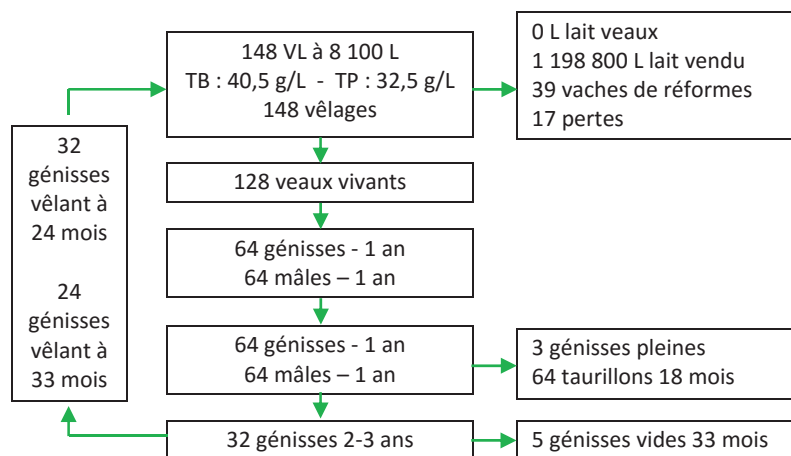 148 VL à 8 100 L
TB : 40,5 g/L - TP : 32,5 g/L
148 vêlages
0 L lait veaux
1 198 800 L lait vendu
39 vaches de réformes
17 pertes
32
génisses
vêlant à
24 mois
24
génisses
vêlant à
33 mois
128 veaux vivants
64 génisses - 1 an
64 mâles – 1 an
64 génisses - 1 an
64 mâles – 1 an
3 génisses pleines
64 taurillons 18 mois
32 génisses 2-3 ans
5 génisses vides 33 mois